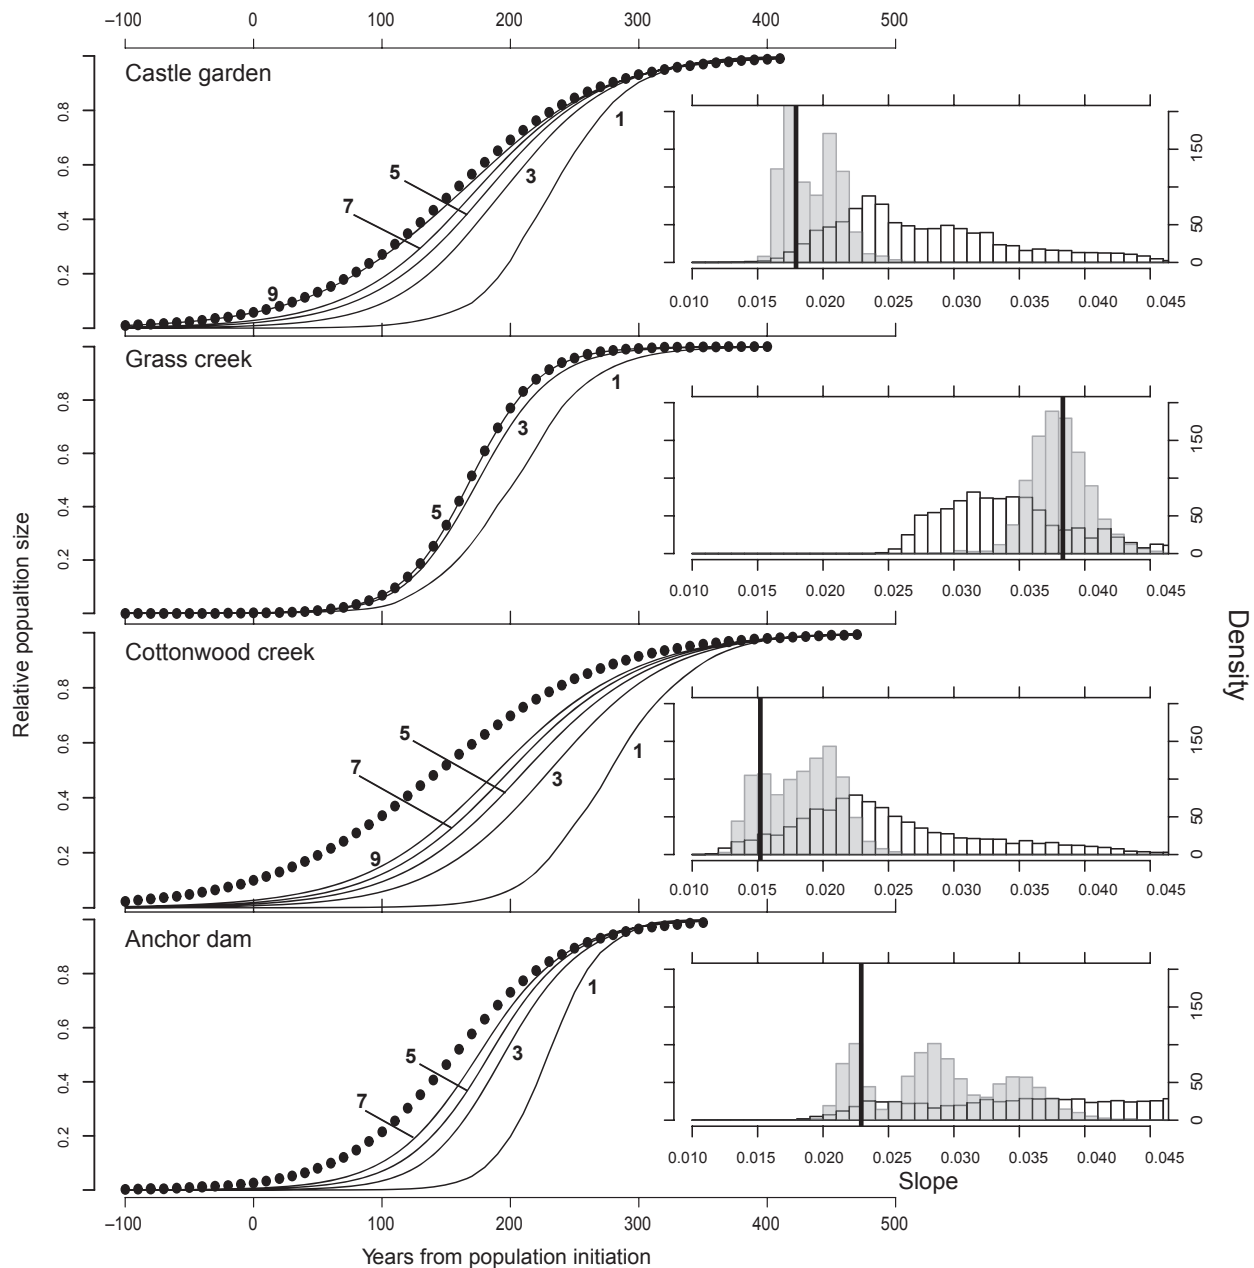 −100 0 100 200 300 400 500
Castle garden
0.2 0.4 0.6 0.8
1
3
5
7
9
0 50 150
0.010 0.015 0.020 0.025 0.030 0.035 0.040 0.045
Grass creek
0.2 0.4 0.6 0.8
1
3
5
0 50 150
0.010 0.015 0.020 0.025 0.030 0.035 0.040 0.045
Relative popualtion size
Density
Cottonwood creek
0.2 0.4 0.6 0.8
1
3
5
7
9
0 50 150
0.010 0.015 0.020 0.025 0.030 0.035 0.040 0.045
Anchor dam
0.2 0.4 0.6 0.8
1
3
5
7
0 50 150
0.010 0.015 0.020 0.025 0.030 0.035 0.040 0.045
Slope
−100 0 100 200 300 400 500
Years from population initiation